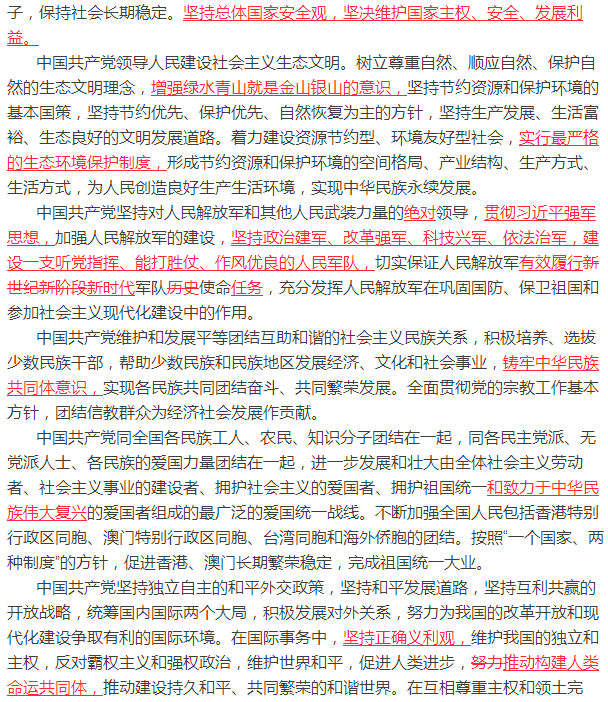 子，保持社会长期稳定。坚持总体国家安全观，坚决维护国家主权、安全、发展利
益。
中国共产党领导人民建设社会主义生态文明。树立尊重自然、顺应自然、保护自
然的生态文明理念，增强绿水青山就是金山银山的意识，坚持节约资源和保护环境的
基本国策，坚持节约优先、保护优先、自然恢复为主的方针，坚持生产发展、生活富
裕、生态良好的文明发展道路。着力建设资源节约型、环境友好型社会，实行最严格
的生态环境保护制度，形成节约资源和保护环境的空间格局、产业结构、生产方式、
生活方式，为人民创造良好生产生活环境，实现中华民族永续发展。
中国共产党坚持对人民解放军和其他人民武装力量的绝对领导，贯彻习近平强军
思想，加强人民解放军的建设，坚持政治建军、改革强军、科技兴军、依法治军，建
设一支听党指挥、能打胜仗、作风优良的人民军队，切实保证人民解放军有效履行新
世纪新阶段新时代军队历史使命任务，充分发挥人民解放军在巩固国防、保卫祖国和
参加社会主义现代化建设中的作用。
中国共产党维护和发展平等团结互助和谐的社会主义民族关系，积极培养、选拔
少数民族干部，帮助少数民族和民族地区发展经济、文化和社会事业，铸牢中华民族
共同体意识，实现各民族共同团结奋斗、共同繁荣发展。全面贯彻党的宗教工作基本
方针，团结信教群众为经济社会发展作贡献。
中国共产党同全国各民族工人、农民、知识分子团结在一起，同各民主党派、无
党派人士、各民族的爱国力量团结在一起，进一步发展和壮大由全体社会主义劳动
者、社会主义事业的建设者、拥护社会主义的爱国者、拥护祖国统一和致力于中华民
族伟大复兴的爱国者组成的最广泛的爱国统一战线。不断加强全国人民包括香港特别
行政区同胞、澳门特别行政区同胞、台湾同胞和海外侨胞的团结。按照“一个国家、两
种制度”的方针，促进香港、澳门长期繁荣稳定，完成祖国统一大业。
中国共产党坚持独立自主的和平外交政策，坚持和平发展道路，坚持互利共赢的
开放战略，统筹国内国际两个大局，积极发展对外关系，努力为我国的改革开放和现
代化建设争取有利的国际环境。在国际事务中，坚持正确义利观，维护我国的独立和
主权，反对霸权主义和强权政治，维护世界和平，促进人类进步，努力推动构建人类
命运共同体，推动建设持久和平、共同繁荣的和谐世界。在互相尊重主权和领土完